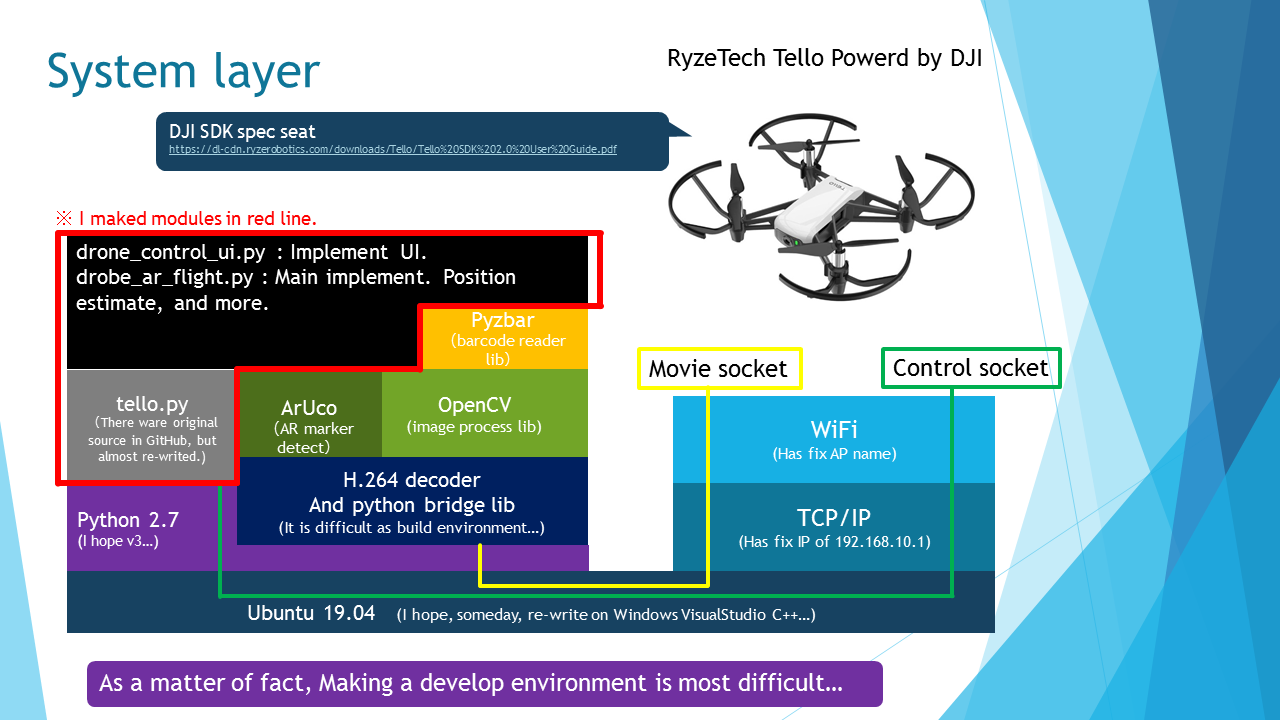 System layer
RyzeTech Tello Powerd by DJI
DJI SDK spec seat
https://dl-cdn.ryzerobotics.com/downloads/Tello/Tello%20SDK%202.0%20User%20Guide.pdf
TELLO
※ I maked modules in red line.
drone_control_ui.py : Implement UI.
drobe_ar_flight.py : Main implement. Position
estimate, and more.
Pyzbar
(barcode reader
lib)
Movie socket
Control socket
tello.py
(There ware original
source in GitHub, but
almost re-writed.)
ArUco
(AR marker
detect)
OpenCV
(image process lib)
WiFi
(Has fix AP name)
H.264 decoder
And python bridge lib
(It is difficult as build environment…)
Python 2.7
(I hope v3…)
TCP/IP
(Has fix IP of 192.168.10.1)
Ubuntu 19.04 (I hope, someday, re-write on Windows VisualStudio C++…)
As a matter of fact, Making a develop environment is most difficult…